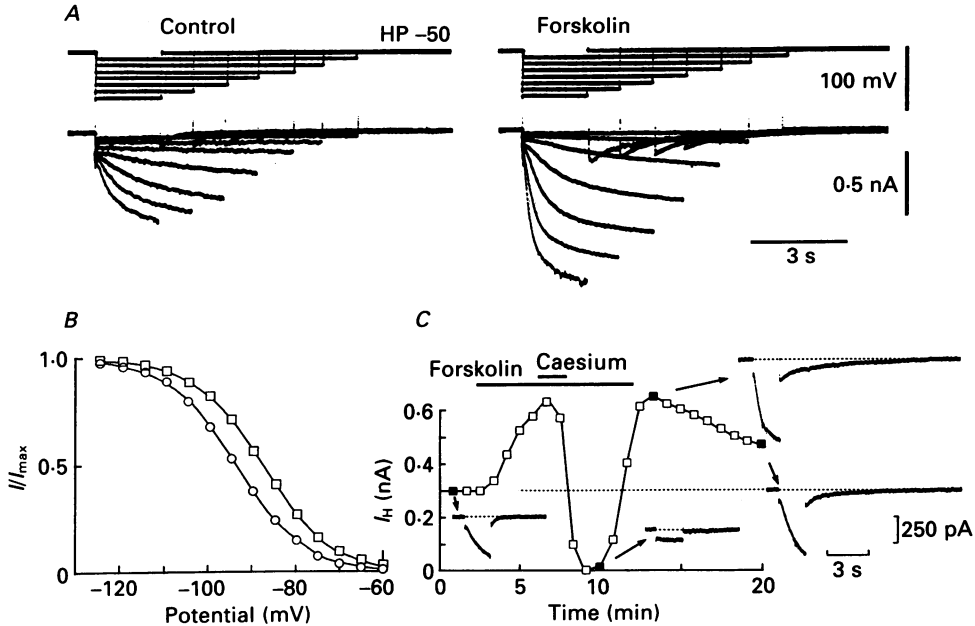 A
Control
HP –50
Forskolin
100 mV
0·5 nA
3 s
B
1·0
0·5
0
I/Imax
–120
–100
–80
–60
Potential (mV)
C
Forskolin
Caesium
0·6
0·4
0·2
0
IH (nA)
0
5
10
20
Time (min)
250 pA
3 s